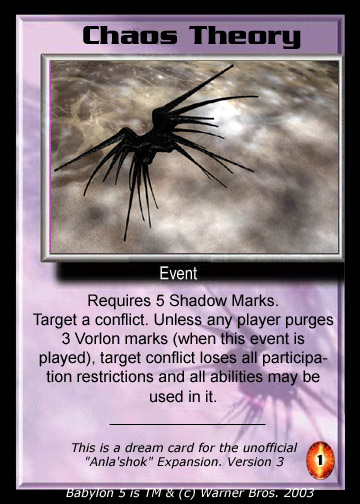 Chaos Theory
Event
Requires 5 Shadow Marks.
Target a conflict. Unless any player purges
3 Vorlon marks (when this event is
played), target conflict loses all participa-
tion restrictions and all abilities may be
used in it.
This is a dream card for the unofficial
"Anla'shok" Expansion. Version 3
1
Babylon 5 is TM & (c) Warner Bros. 2003